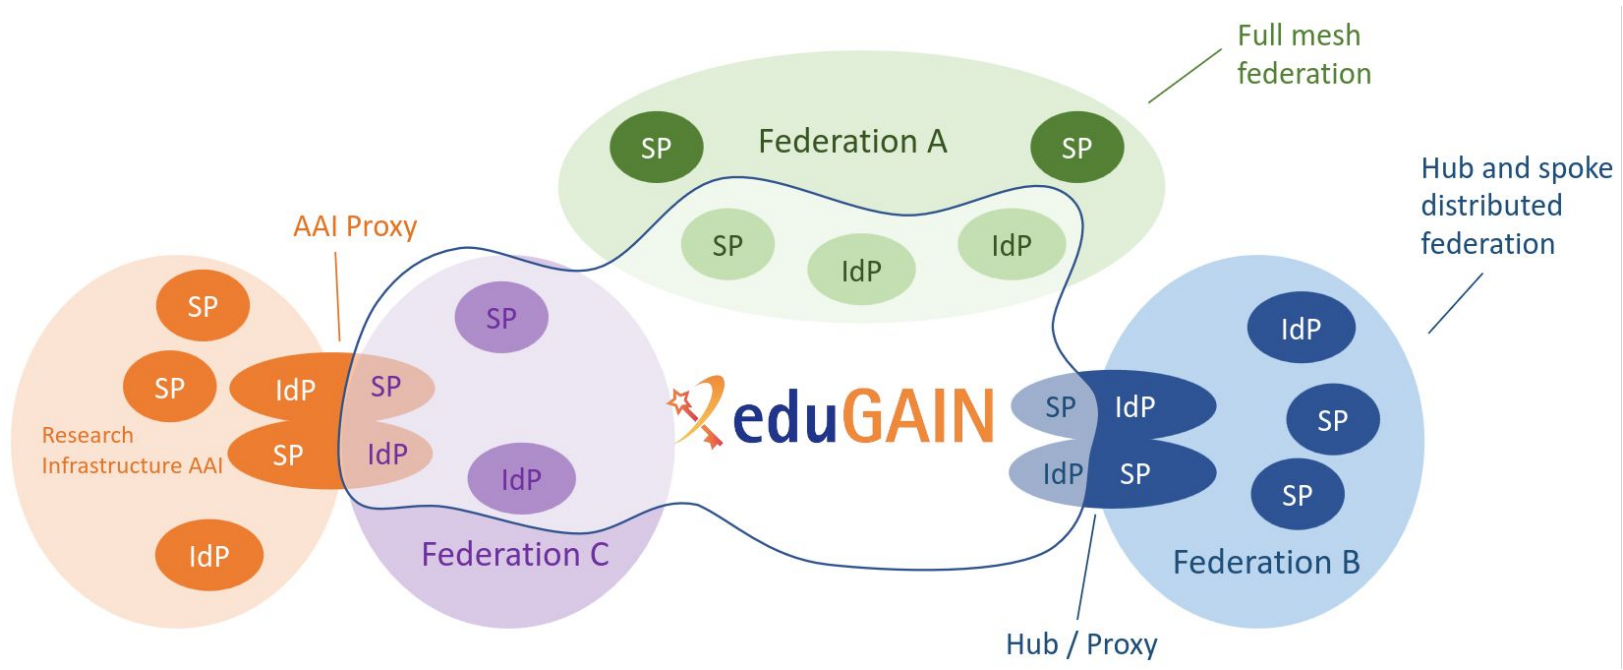 Full mesh
federation
SP
Federation A
SP
Hub and spoke
distributed
federation
SP
IdP
IdP
AAI Proxy
SP
SP
IdP
SP
Research
Infrastructure AAI
SP
IdP
IdP
SP
SP
IdP
Federation C
eduGAIN
SP
IdP
IdP
SP
IdP
SP
SP
Federation B
Hub / Proxy